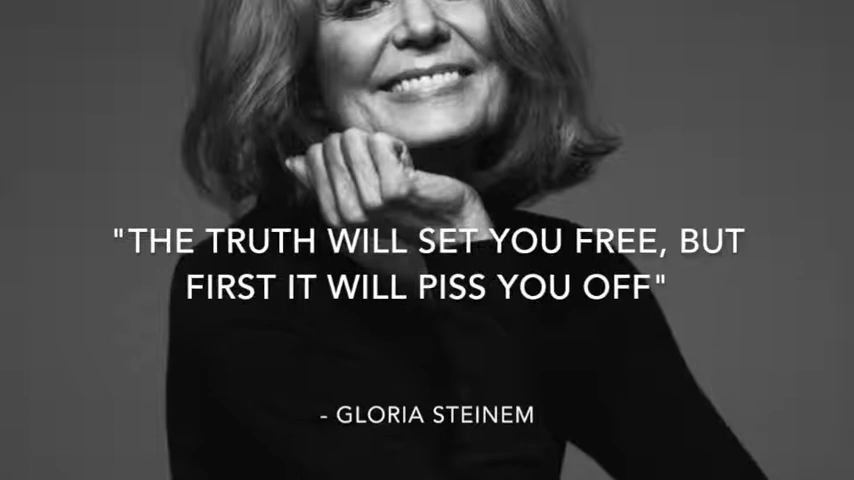 "THE TRUTH WILL SET YOU FREE, BUT
FIRST IT WILL PISS YOU OFF"
- GLORIA STEINEM